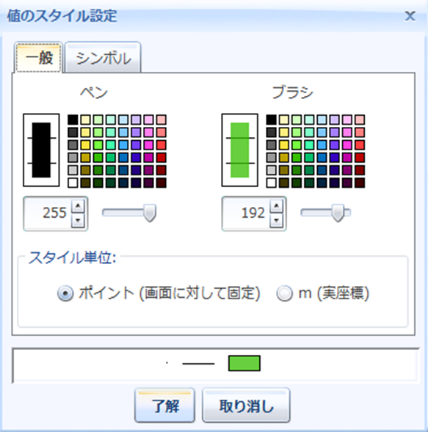 値のスタイル設定
一般 シンボル
ペン ブラシ
255 192
スタイル単位:
ポイント (画面に対して固定) m (実座標)
了解 取り消し